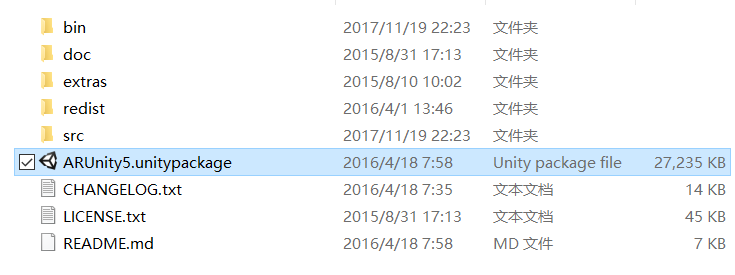 bin 2017/11/19 22:23 文件夹
doc 2015/8/31 17:13 文件夹
extras 2015/8/10 10:02 文件夹
redist 2016/4/1 13:46 文件夹
src 2017/11/19 22:23 文件夹
ARUnity5.unitypackage 2016/4/18 7:58 Unity package file 27,235 KB
CHANGELOG.txt 2016/4/18 7:35 文本文档 14 KB
LICENSE.txt 2015/8/31 17:13 文本文档 45 KB
README.md 2016/4/18 7:58 MD 文件 7 KB